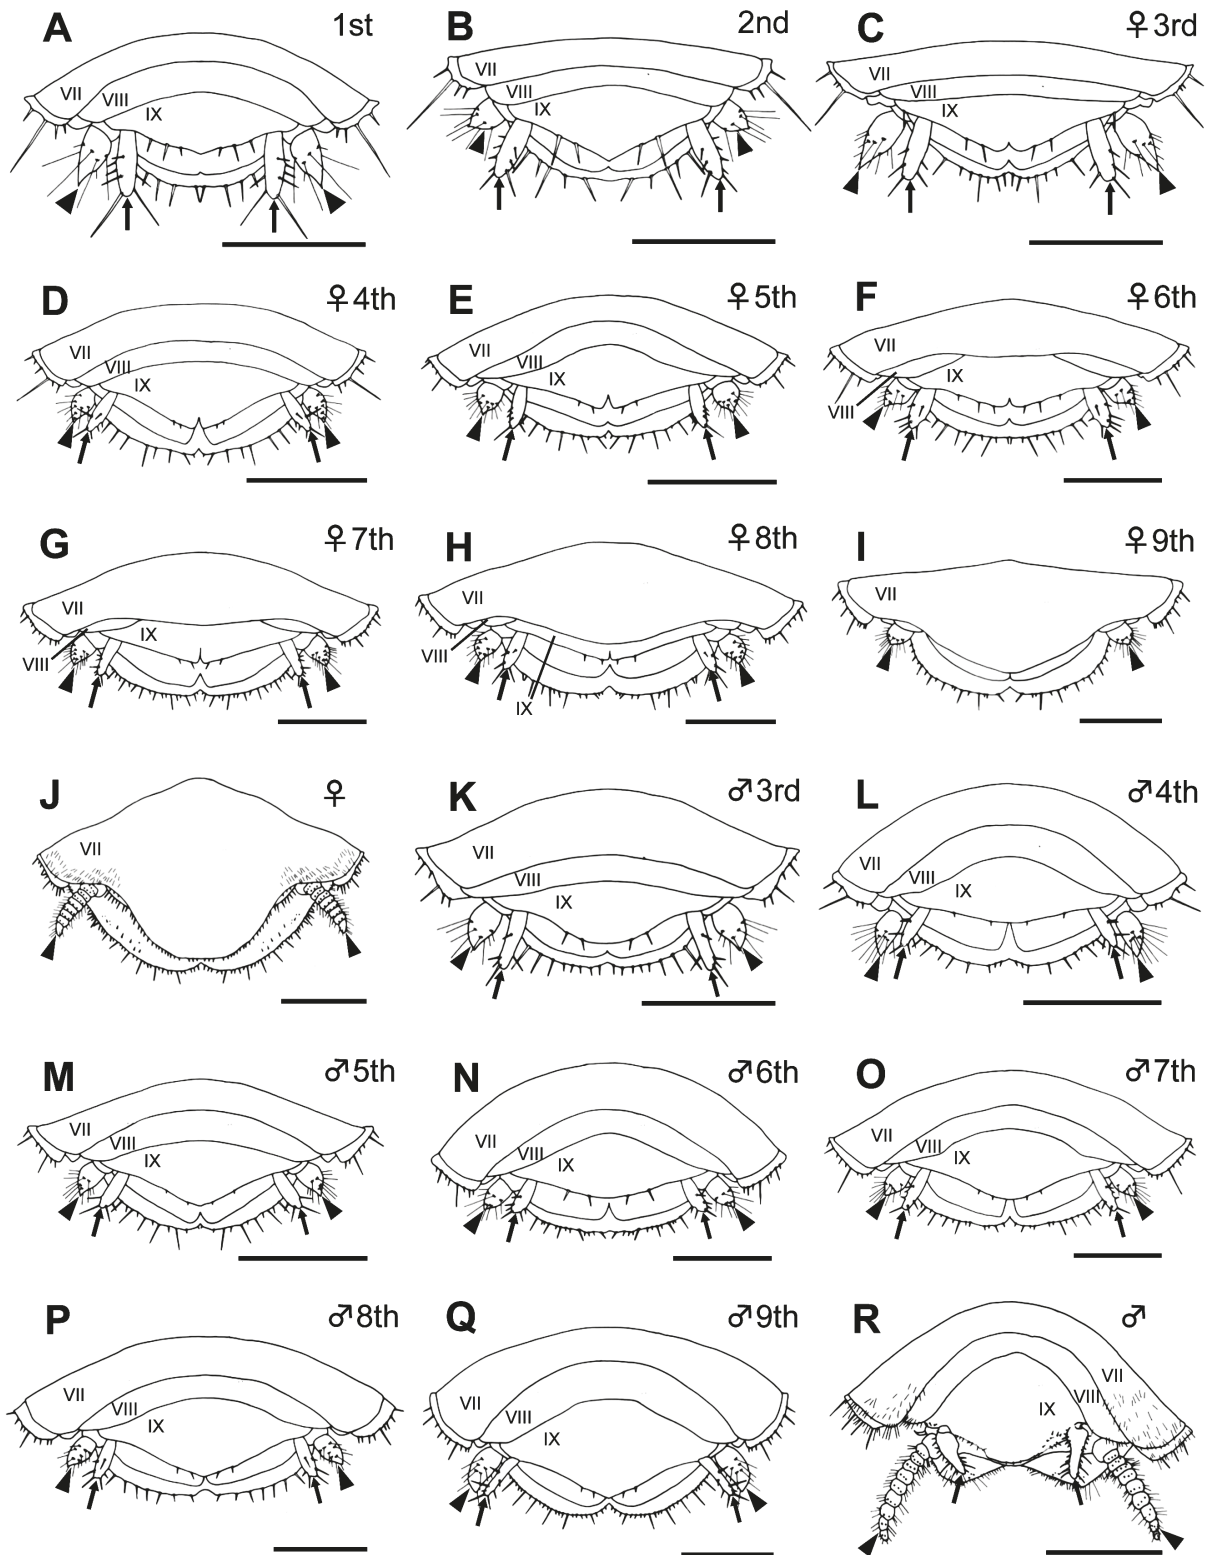 A 1st
VII VIII IX
B 2nd
VII VIII IX
C ♀3rd
VII VIII IX
D ♀4th
VII VIII IX
E ♀5th
VII VIII IX
F ♀6th
VII IX
VIII
G ♀7th
VII IX
VIII
H ♀8th
VII
VIII
IX
I ♀9th
VII
J ♀
VII
K ♂3rd
VII VIII IX
L ♂4th
VII VIII IX
M ♂5th
VII VIII IX
N ♂6th
VII VIII IX
O ♂7th
VII VIII IX
P ♂8th
VII VIII IX
Q ♂9th
VII VIII IX
R ♂
VII
VIII
IX